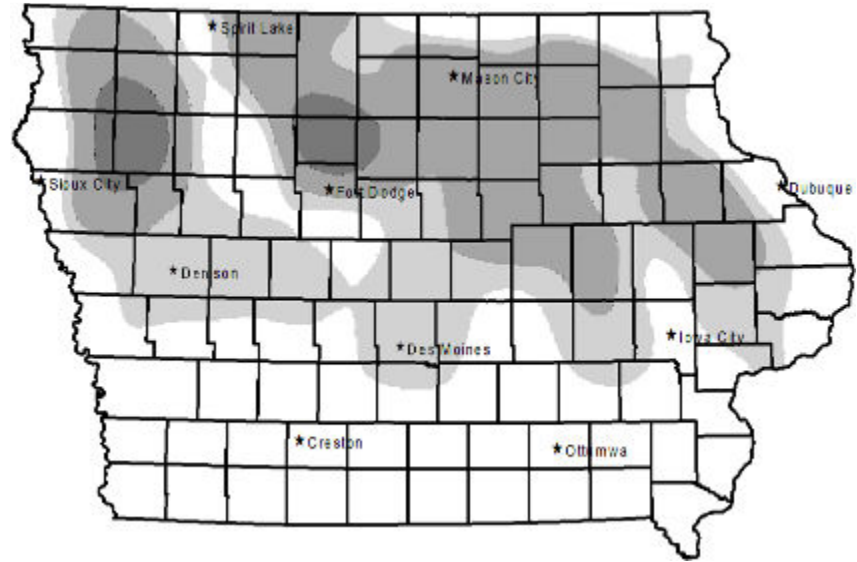 ★Spirit Lake
★Mason City
★Sioux City
★Fort Dodge
★Dubuque
★Denison
★Iowa City
★Des Moines
★Creston
★Ottumwa